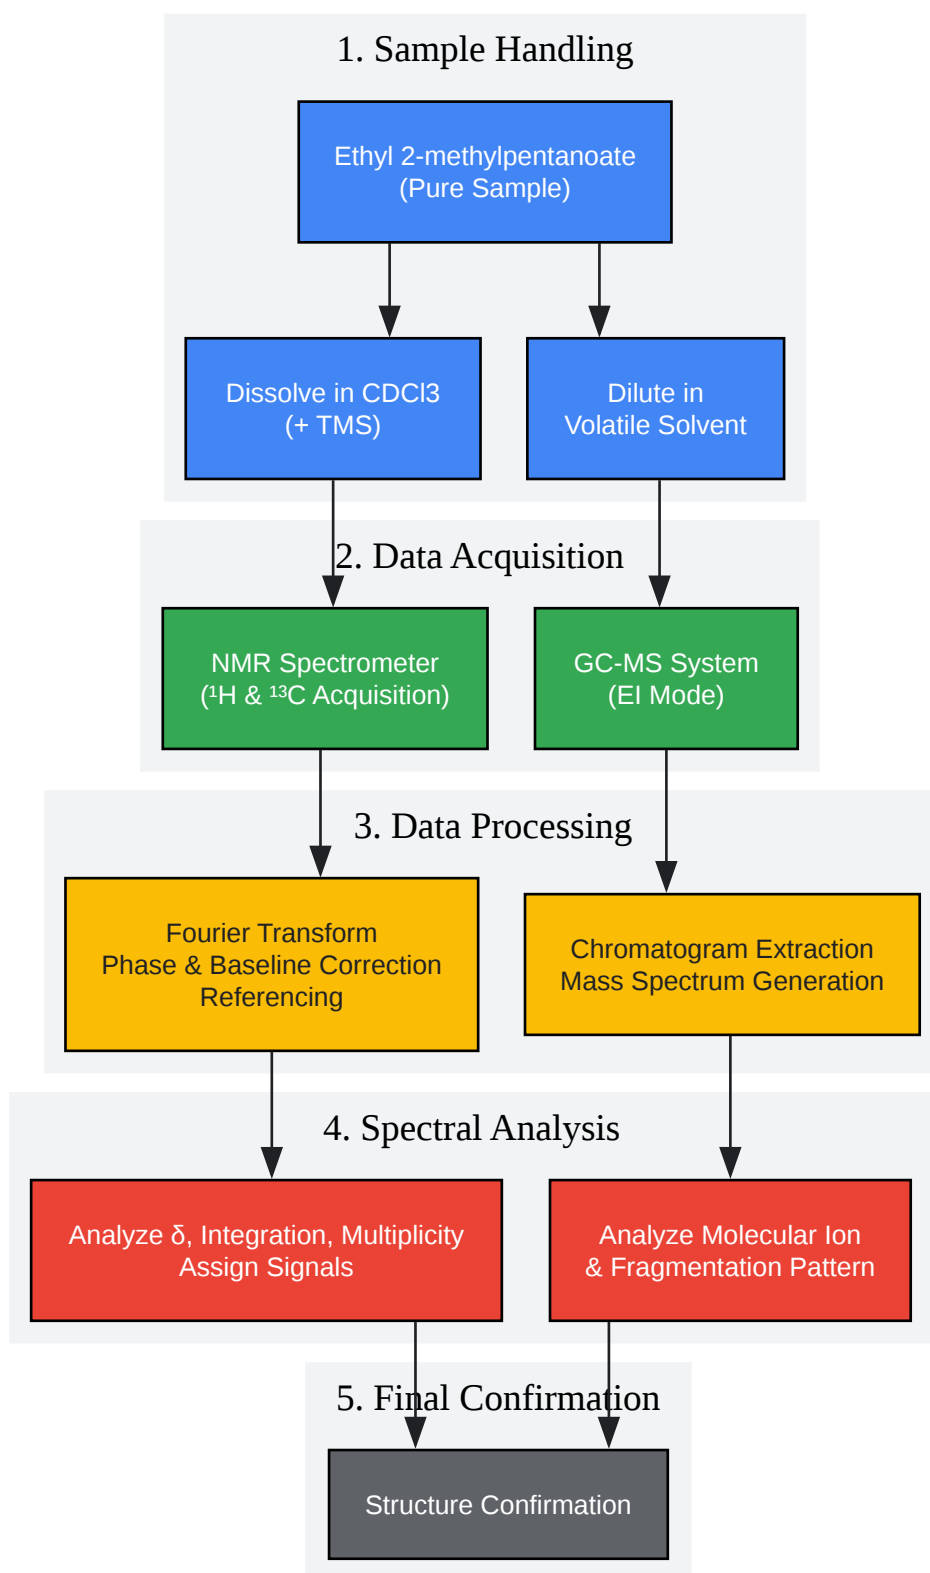 1. Sample Handling
Ethyl 2-methylpentanoate
(Pure Sample)
Dissolve in CDCl3
(+ TMS)
Dilute in
Volatile Solvent
2. Data Acquisition
NMR Spectrometer
(¹H & ¹³C Acquisition)
GC-MS System
(EI Mode)
3. Data Processing
Fourier Transform
Phase & Baseline Correction
Referencing
Chromatogram Extraction
Mass Spectrum Generation
4. Spectral Analysis
Analyze δ, Integration, Multiplicity
Assign Signals
Analyze Molecular Ion
& Fragmentation Pattern
5. Final Confirmation
Structure Confirmation